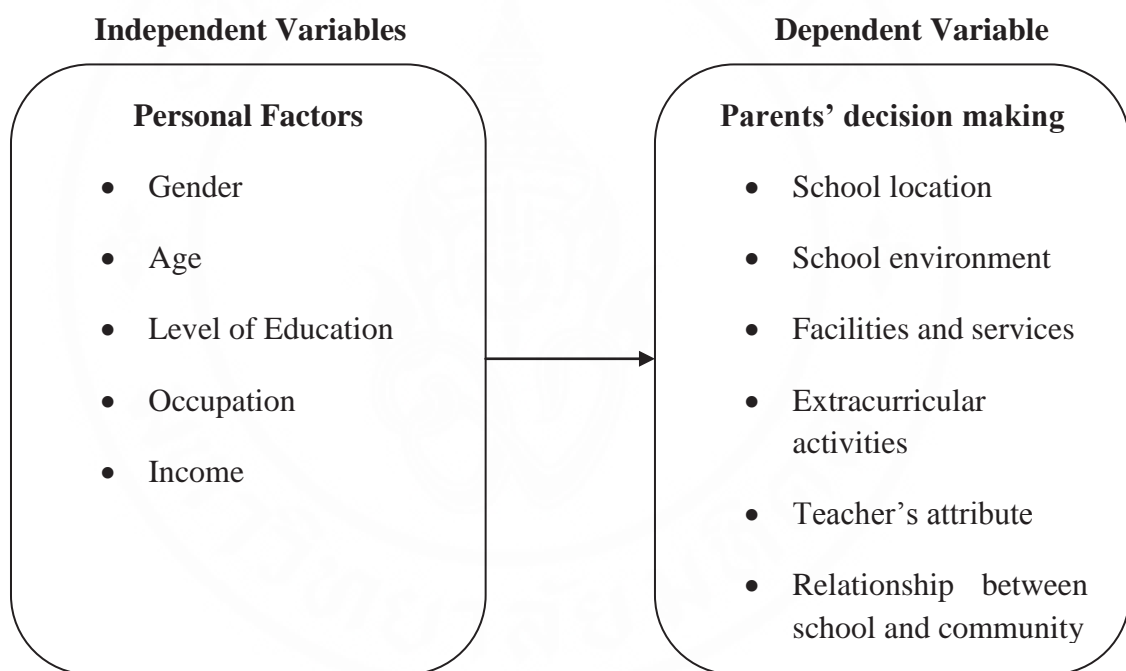 Independent Variables
Personal Factors
• Gender
• Age
• Level of Education
• Occupation
• Income
Dependent Variable
Parents’ decision making
• School location
• School environment
• Facilities and services
• Extracurricular
activities
• Teacher’s attribute
• Relationship between
school and community